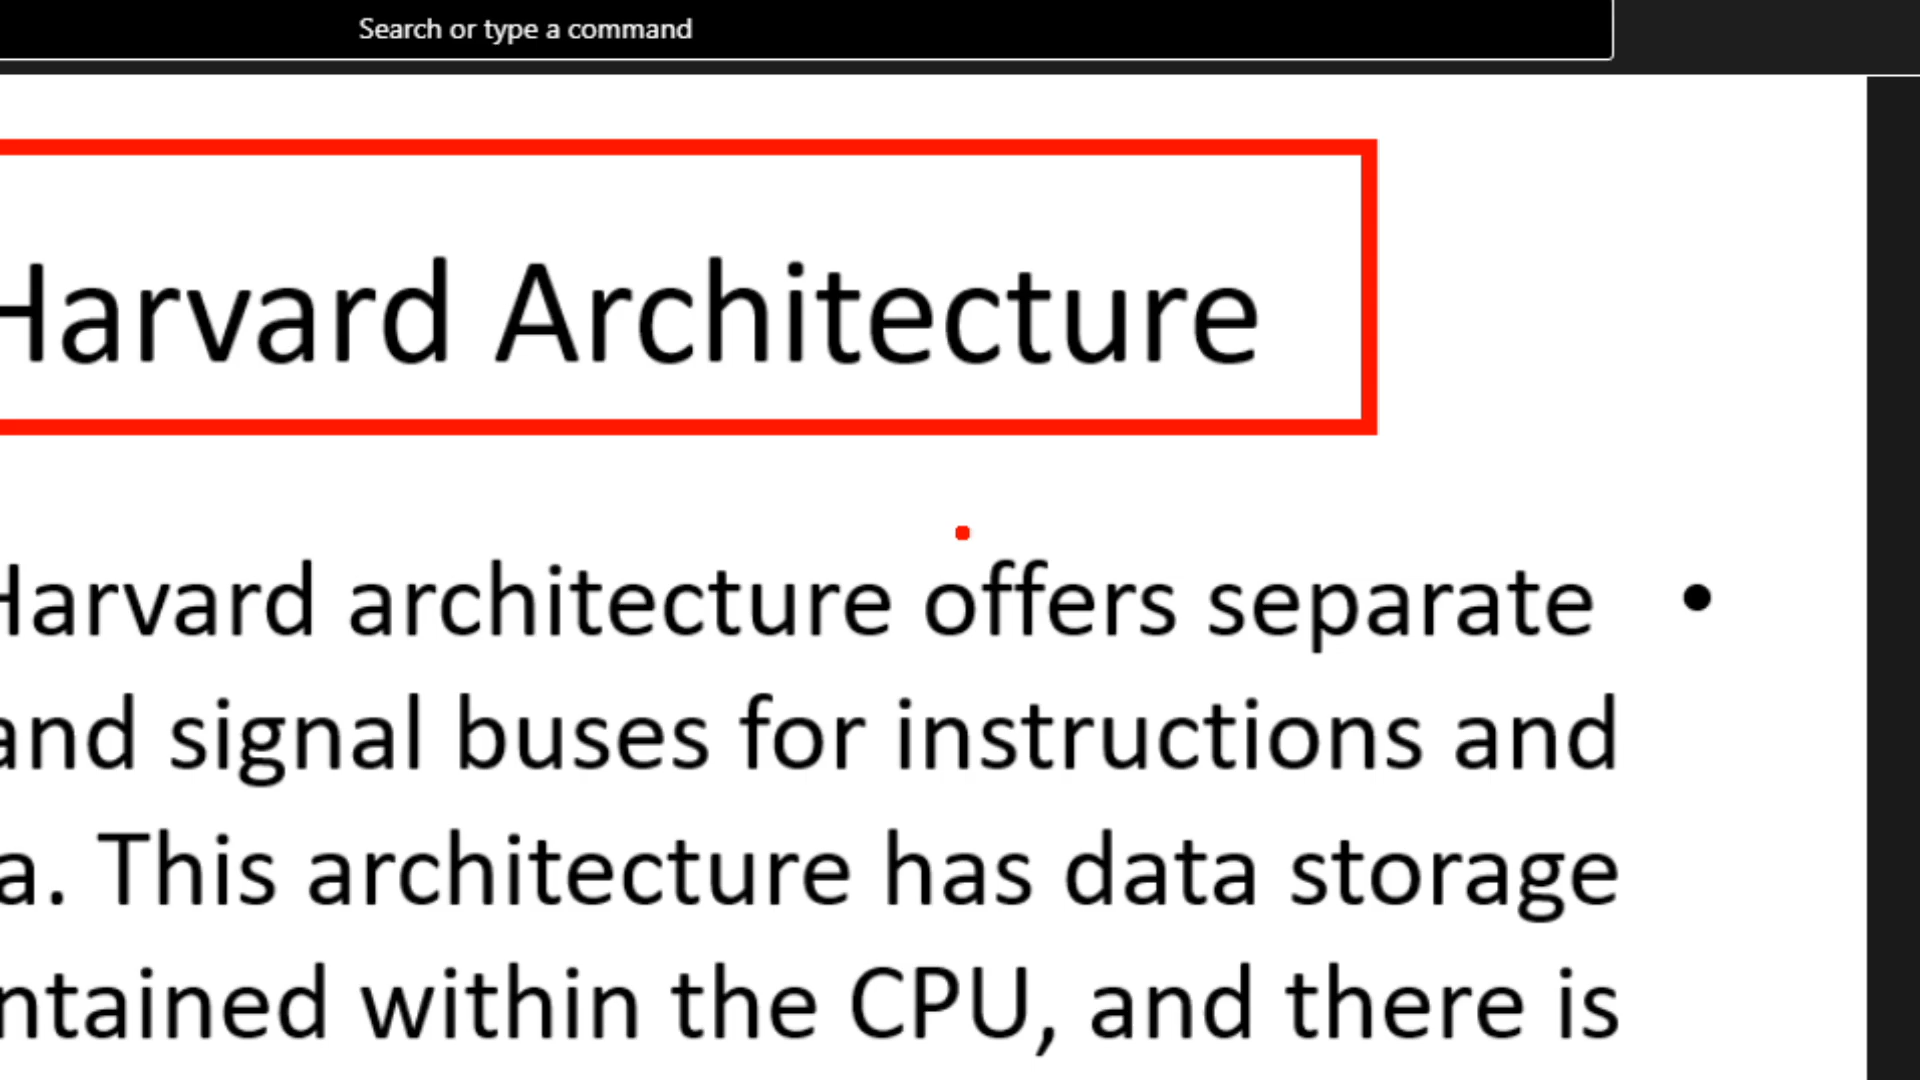 Search or type a command
Harvard Architecture
Harvard architecture offers separate •
and signal buses for instructions and
a. This architecture has data storage
ntained within the CPU, and there is